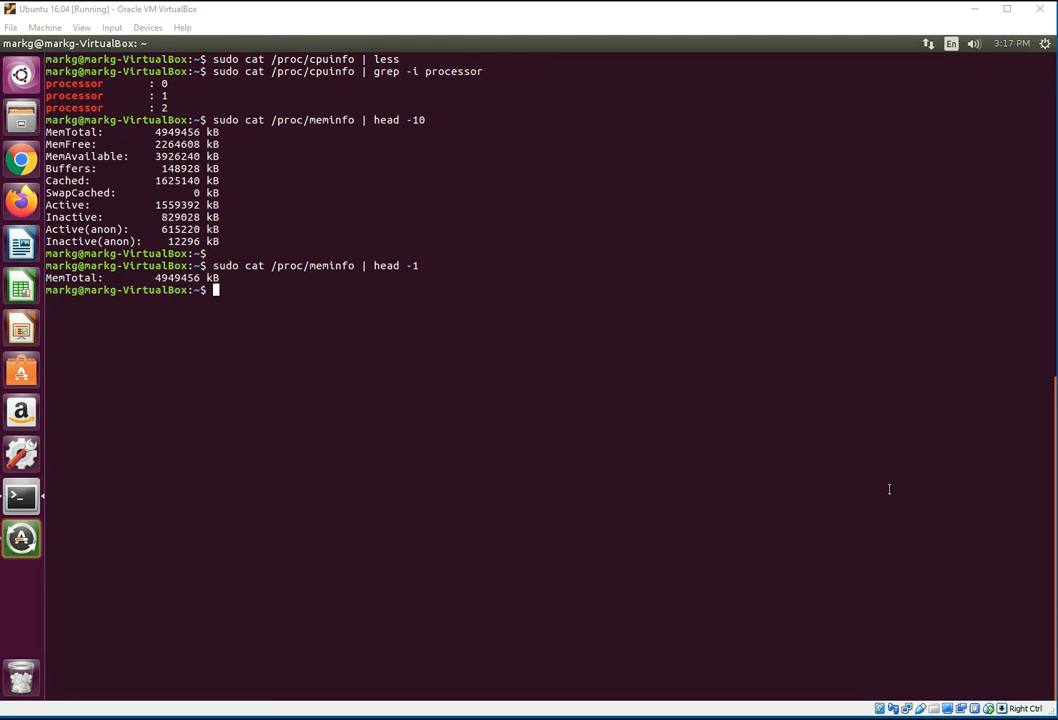 Ubuntu 16.04 [Running] - Oracle VM VirtualBox
File Machine View Input Devices Help
markg@markg-VirtualBox: ~ En 3:17 PM
markg@markg-VirtualBox:~$ sudo cat /proc/cpuinfo | less
markg@markg-VirtualBox:~$ sudo cat /proc/cpuinfo | grep -i processor
processor : 0
processor : 1
processor : 2
markg@markg-VirtualBox:~$ sudo cat /proc/meminfo | head -10
MemTotal: 4949456 kB
MemFree: 2264608 kB
MemAvailable: 3926240 kB
Buffers: 148928 kB
Cached: 1625140 kB
SwapCached: 0 kB
Active: 1559392 kB
Inactive: 829028 kB
Active(anon): 615220 kB
Inactive(anon): 12296 kB
markg@markg-VirtualBox:~$
markg@markg-VirtualBox:~$ sudo cat /proc/meminfo | head -1
MemTotal: 4949456 kB
markg@markg-VirtualBox:~$
Right Ctrl